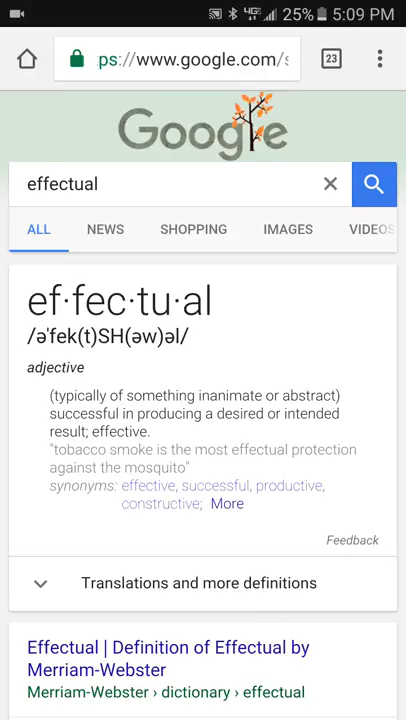 4G 25% 5:09 PM
ps://www.google.com/s 23
Google
effectual
ALL NEWS SHOPPING IMAGES VIDEOS
ef·fec·tu·al
/əˈfek(t)SH(əw)əl/
adjective
(typically of something inanimate or abstract)
successful in producing a desired or intended
result; effective.
"tobacco smoke is the most effectual protection
against the mosquito"
synonyms: effective, successful, productive,
constructive; More
Feedback
Translations and more definitions
Effectual | Definition of Effectual by
Merriam-Webster
Merriam-Webster › dictionary › effectual